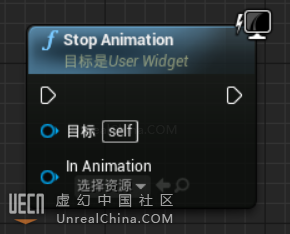 Stop Animation
目标是User Widget
目标 self
In Animation
选择资源
UECN 虚幻中国社区
UnrealChina.COM